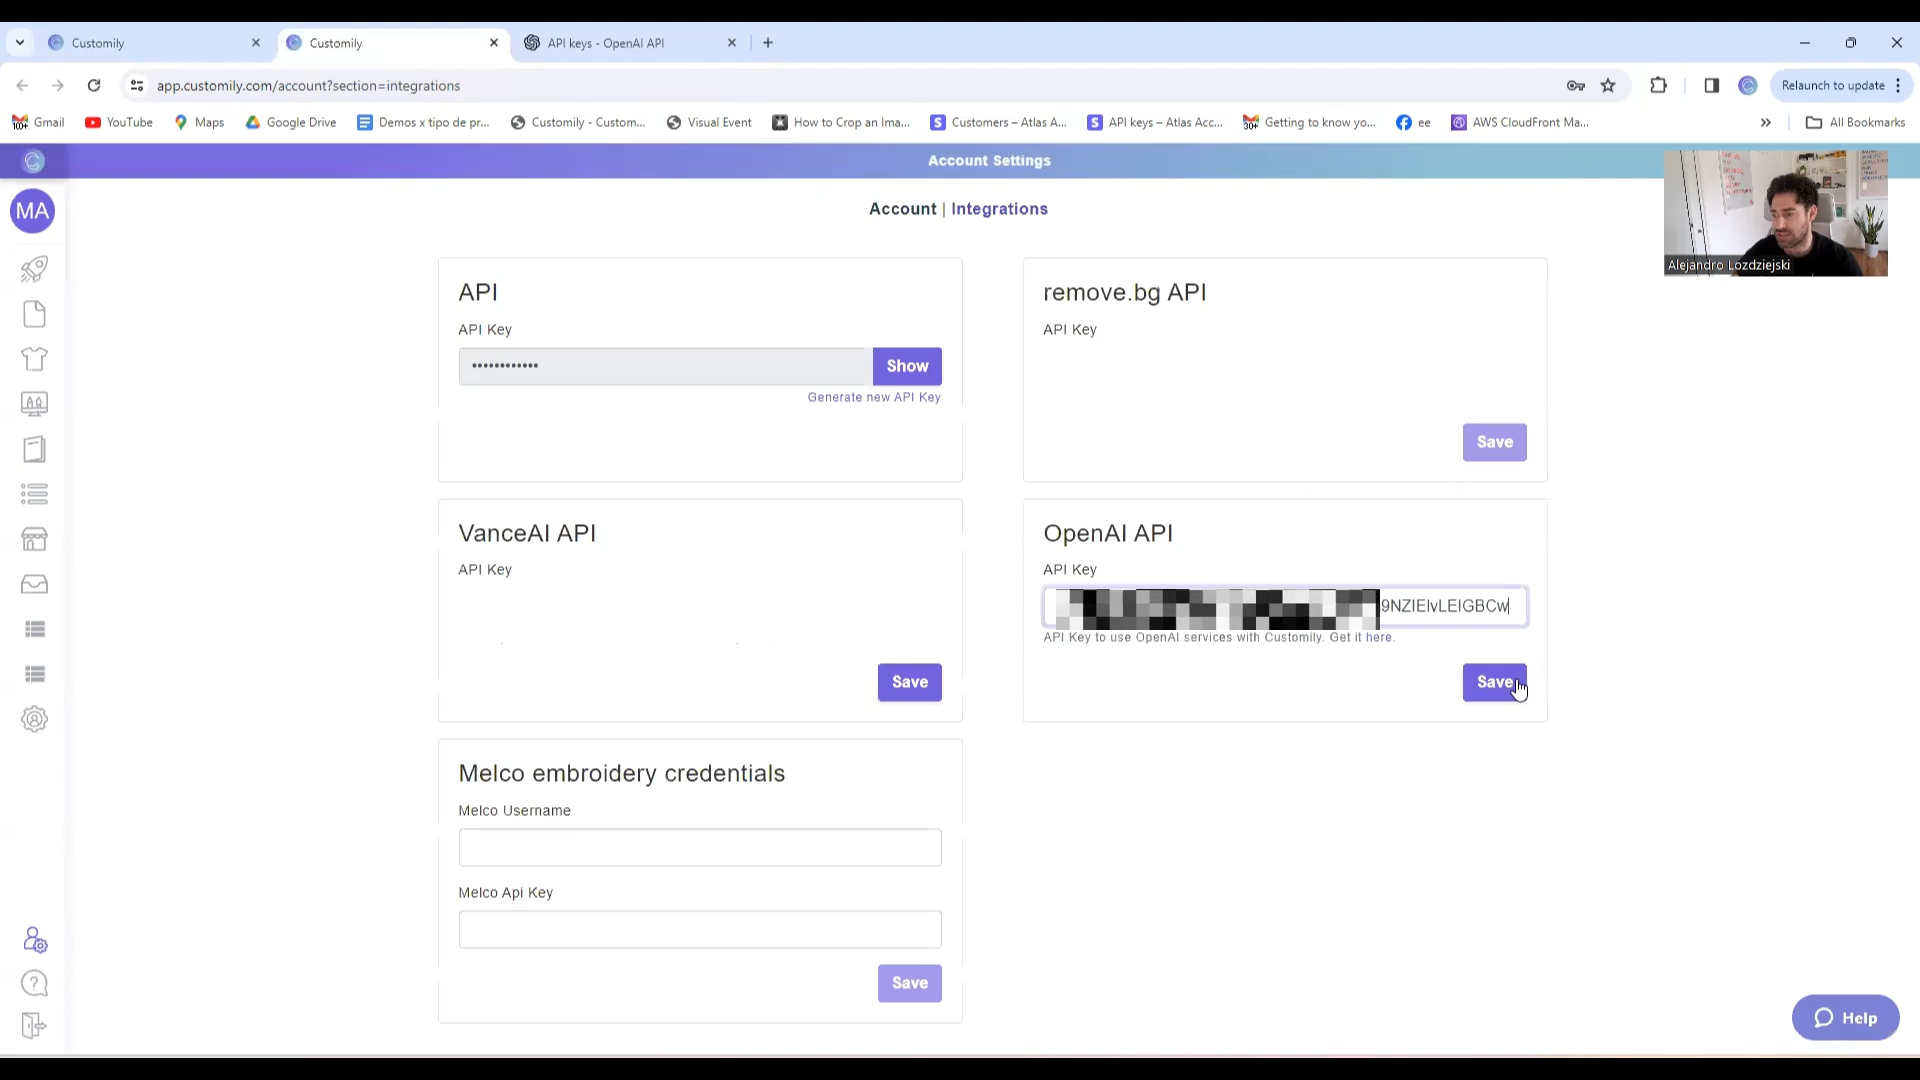 Customily
Customily
API keys - OpenAI API
app.customily.com/account?section=integrations
Relaunch to update
100+ Gmail
YouTube
Maps
Google Drive
Demos x tipo de pr...
Customily - Custom...
Visual Event
How to Crop an Ima...
S Customers – Atlas A...
S API keys – Atlas Acc...
30+ Getting to know yo...
ee
AWS CloudFront Ma...
All Bookmarks
Account Settings
MA
Account | Integrations
Alejandro Lozdziejski
API
API Key
Show
Generate new API Key
remove.bg API
API Key
Save
VanceAI API
API Key
Save
OpenAI API
API Key
9NZIElvLEIGBCw
API Key to use OpenAI services with Customily. Get it here.
Save
Melco embroidery credentials
Melco Username
Melco Api Key
Save
Help